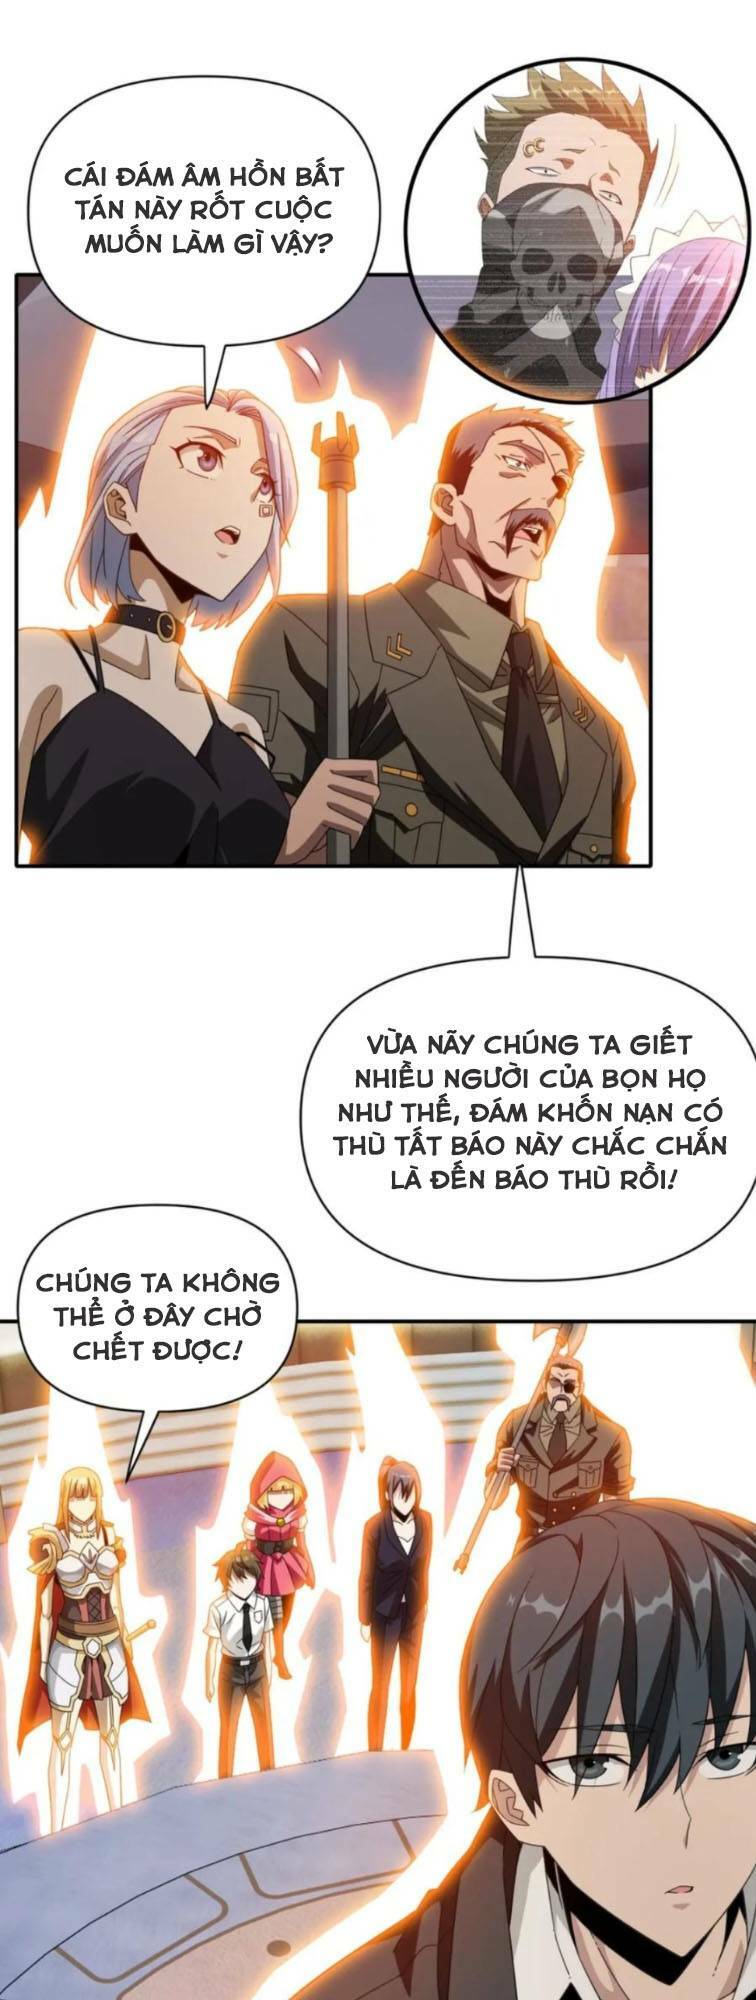 CÁI ĐÁM ÂM HỒN BẤT
TÁN NÀY RỐT CUỘC
MUỐN LÀM GÌ VẬY?
VỪA NÃY CHÚNG TA GIẾT
NHIỀU NGƯỜI CỦA BỌN HỌ
NHƯ THẾ, ĐÁM KHỐN NẠN CÓ
THÙ TẤT BÁO NÀY CHẮC CHẮN
LÀ ĐẾN BÁO THÙ RỒI!
CHÚNG TA KHÔNG
THỂ Ở ĐÂY CHỜ
CHẾT ĐƯỢC!